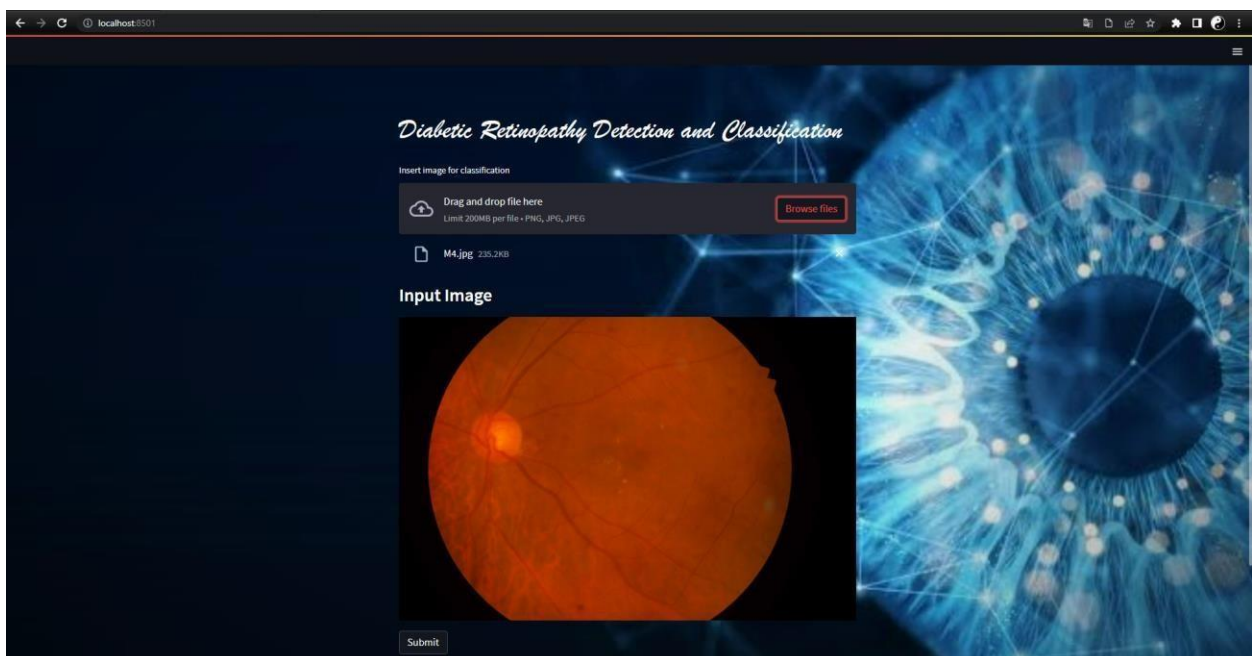 localhost:8501
Diabetic Retinopathy Detection and Classification
Insert image for classification
Drag and drop file here
Limit 200MB per file • PNG, JPG, JPEG
Browse files
M4.jpg 235.2KB
Input Image
Submit